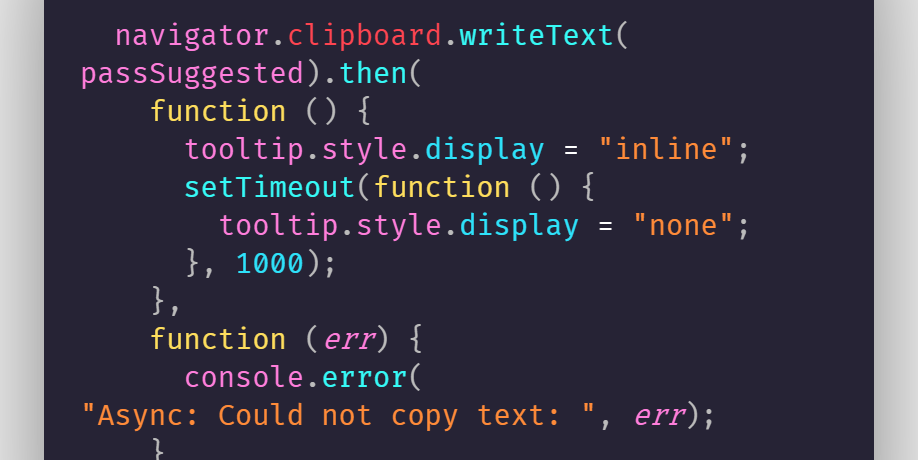 navigator.clipboard.writeText(
passSuggested).then(
function () {
tooltip.style.display = "inline";
setTimeout(function () {
tooltip.style.display = "none";
}, 1000);
},
function (err) {
console.error(
"Async: Could not copy text: ", err);
}